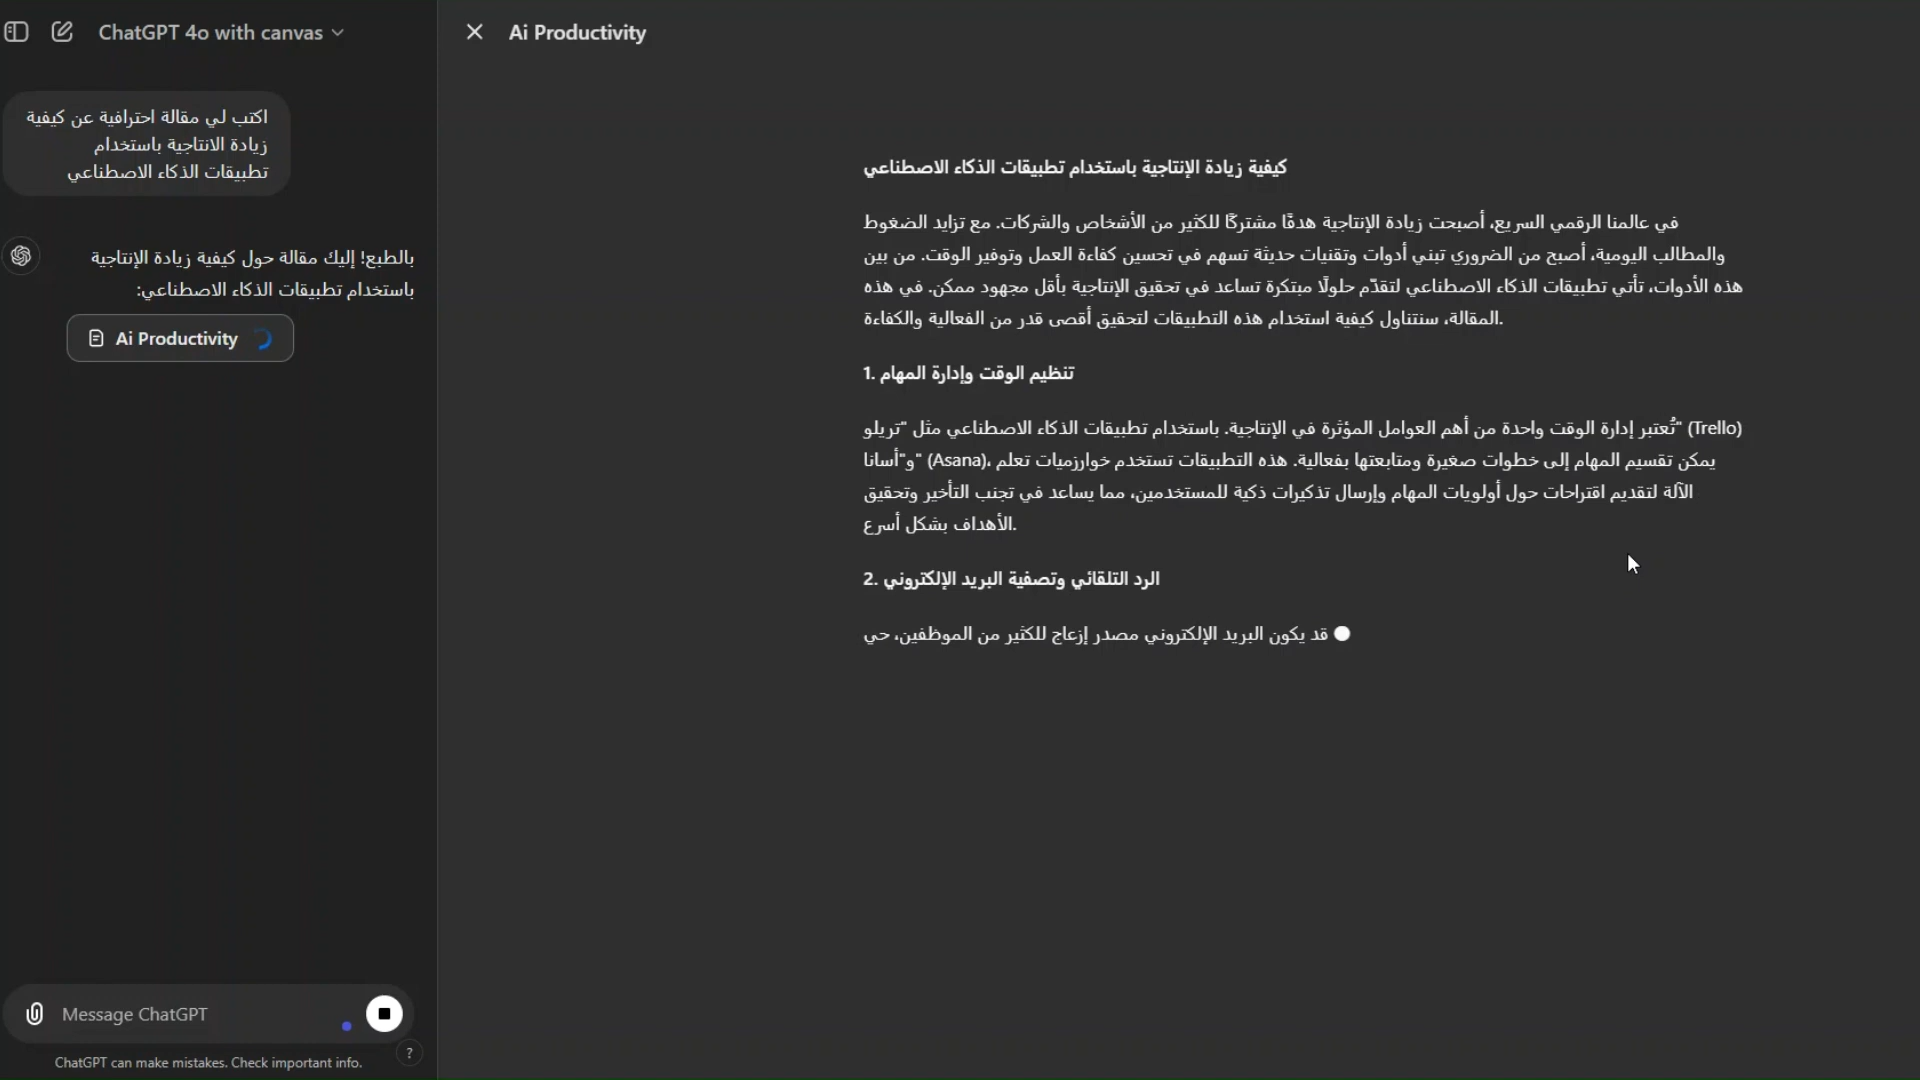 ChatGPT 4o with canvas
اكتب لي مقالة احترافية عن كيفية
زيادة الانتاجية باستخدام
تطبيقات الذكاء الاصطناعي
بالطبع! إليك مقالة حول كيفية زيادة الإنتاجية
باستخدام تطبيقات الذكاء الاصطناعي:
Ai Productivity
Message ChatGPT
ChatGPT can make mistakes. Check important info.
?
Ai Productivity
كيفية زيادة الإنتاجية باستخدام تطبيقات الذكاء الاصطناعي
في عالمنا الرقمي السريع، أصبحت زيادة الإنتاجية هدفًا مشتركًا للكثير من الأشخاص والشركات. مع تزايد الضغوط
والمطالب اليومية، أصبح من الضروري تبني أدوات وتقنيات حديثة تسهم في تحسين كفاءة العمل وتوفير الوقت. من بين
هذه الأدوات، تأتي تطبيقات الذكاء الاصطناعي لتقدّم حلولًا مبتكرة تساعد في تحقيق الإنتاجية بأقل مجهود ممكن. في هذه
المقالة، سنتناول كيفية استخدام هذه التطبيقات لتحقيق أقصى قدر من الفعالية والكفاءة.
1. تنظيم الوقت وإدارة المهام
تُعتبر إدارة الوقت واحدة من أهم العوامل المؤثرة في الإنتاجية. باستخدام تطبيقات الذكاء الاصطناعي مثل "تريلو" (Trello)
و"أسانا" (Asana)، يمكن تقسيم المهام إلى خطوات صغيرة ومتابعتها بفعالية. هذه التطبيقات تستخدم خوارزميات تعلم
الآلة لتقديم اقتراحات حول أولويات المهام وإرسال تذكيرات ذكية للمستخدمين، مما يساعد في تجنب التأخير وتحقيق
الأهداف بشكل أسرع.
2. الرد التلقائي وتصفية البريد الإلكتروني
قد يكون البريد الإلكتروني مصدر إزعاج للكثير من الموظفين، حي